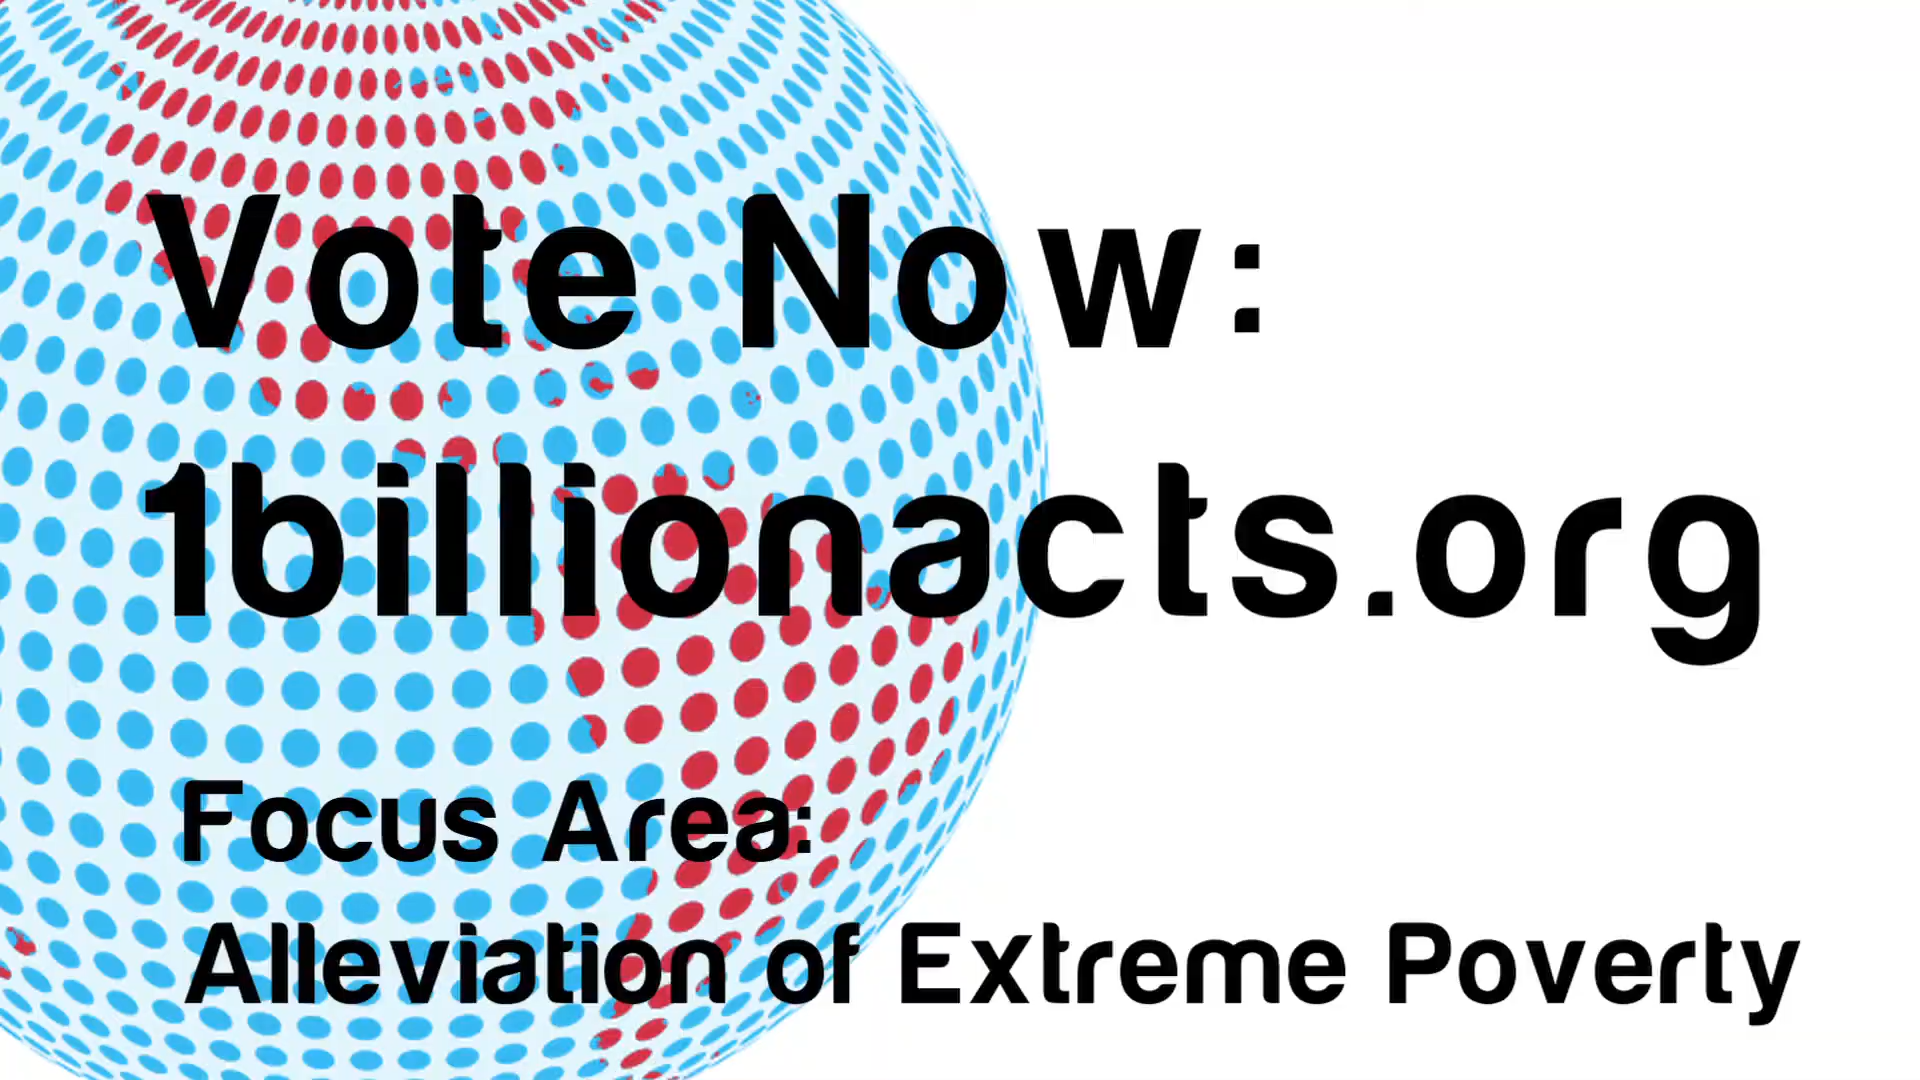 Vote Now:
1billionacts.org
Focus Area:
Alleviation of Extreme Poverty